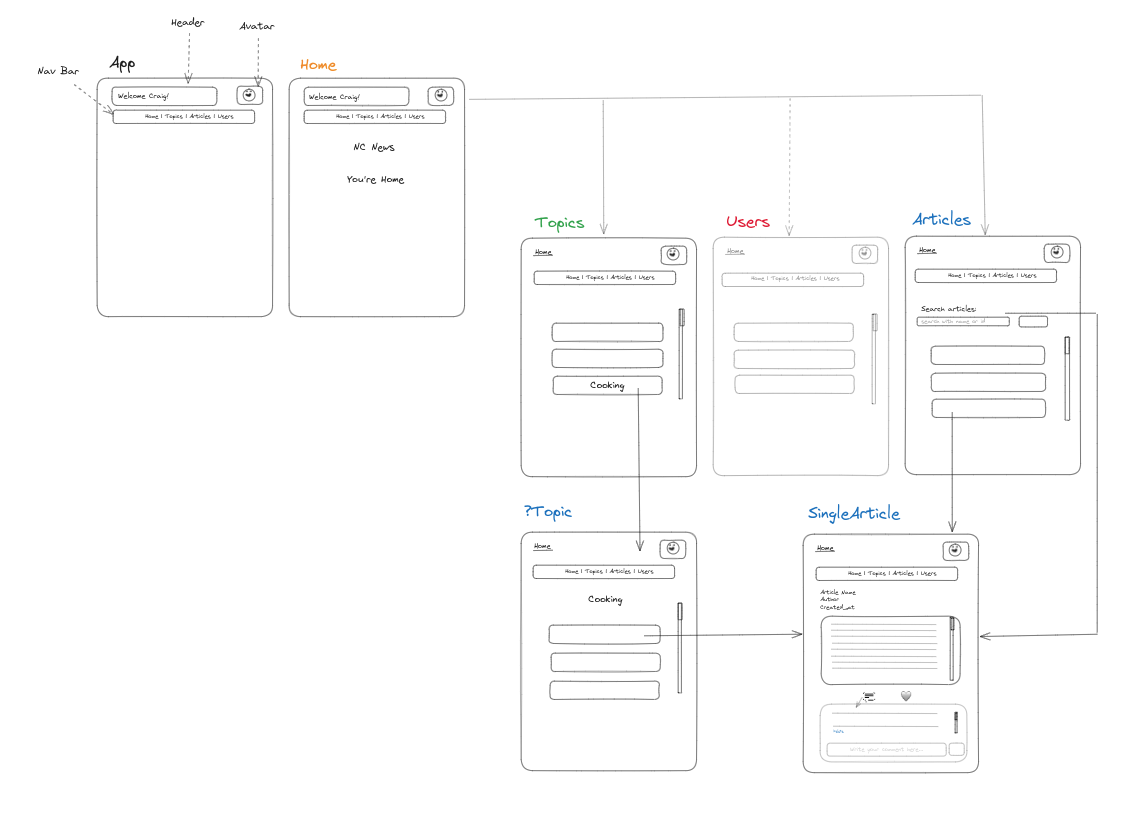 Header
Avatar
Nav Bar
App
Welcome Craig!
Home | Topics | Articles | Users
Home
Welcome Craig!
Home | Topics | Articles | Users
NC News
You're Home
Topics
Home
Home | Topics | Articles | Users
Cooking
Users
Home
Home | Topics | Articles | Users
Articles
Home
Home | Topics | Articles | Users
Search articles:
search with name or id
?Topic
Home
Home | Topics | Articles | Users
Cooking
SingleArticle
Home
Home | Topics | Articles | Users
Article Name
Author
Created_at
Write your comment here...